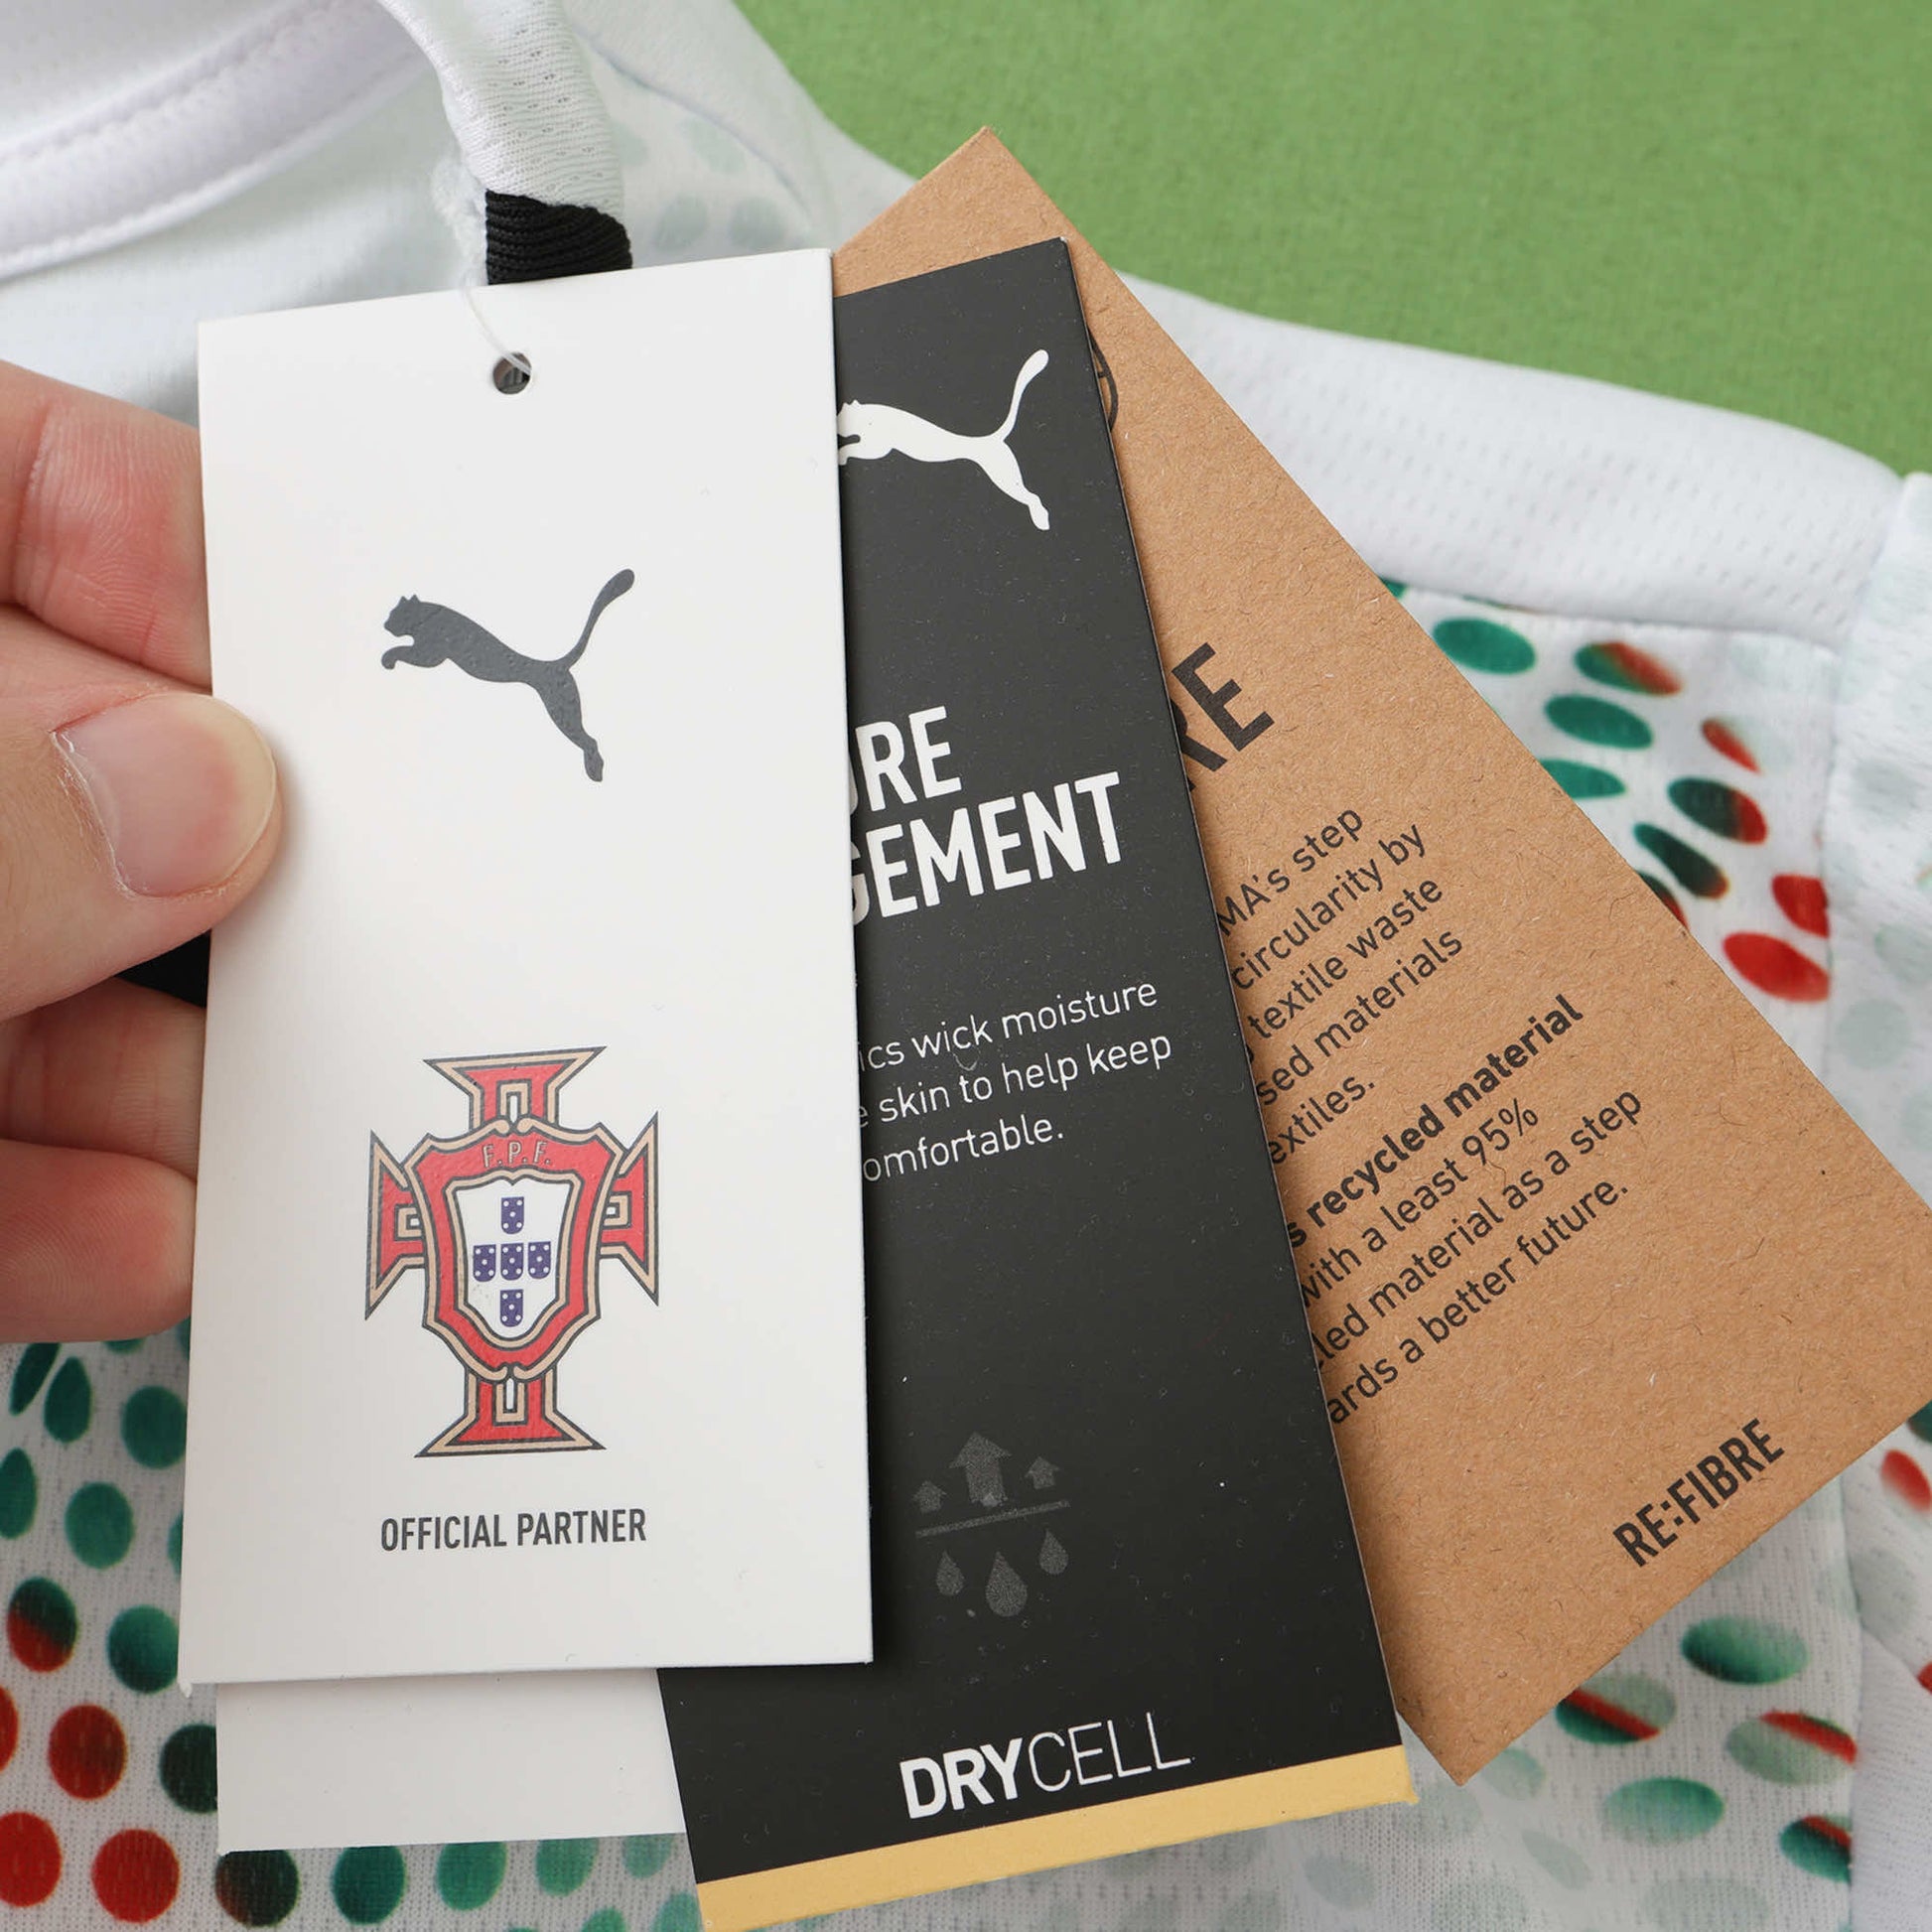 F.P.F.
OFFICIAL PARTNER
GEMENT
ics wick moisture
skin to help keep
omfortable.
DRYCELL
RE
MA's step
circularity by
textile waste
sed materials
extiles.
s recycled material
with a least 95%
led material as a step
ards a better future.
RE:FIBRE